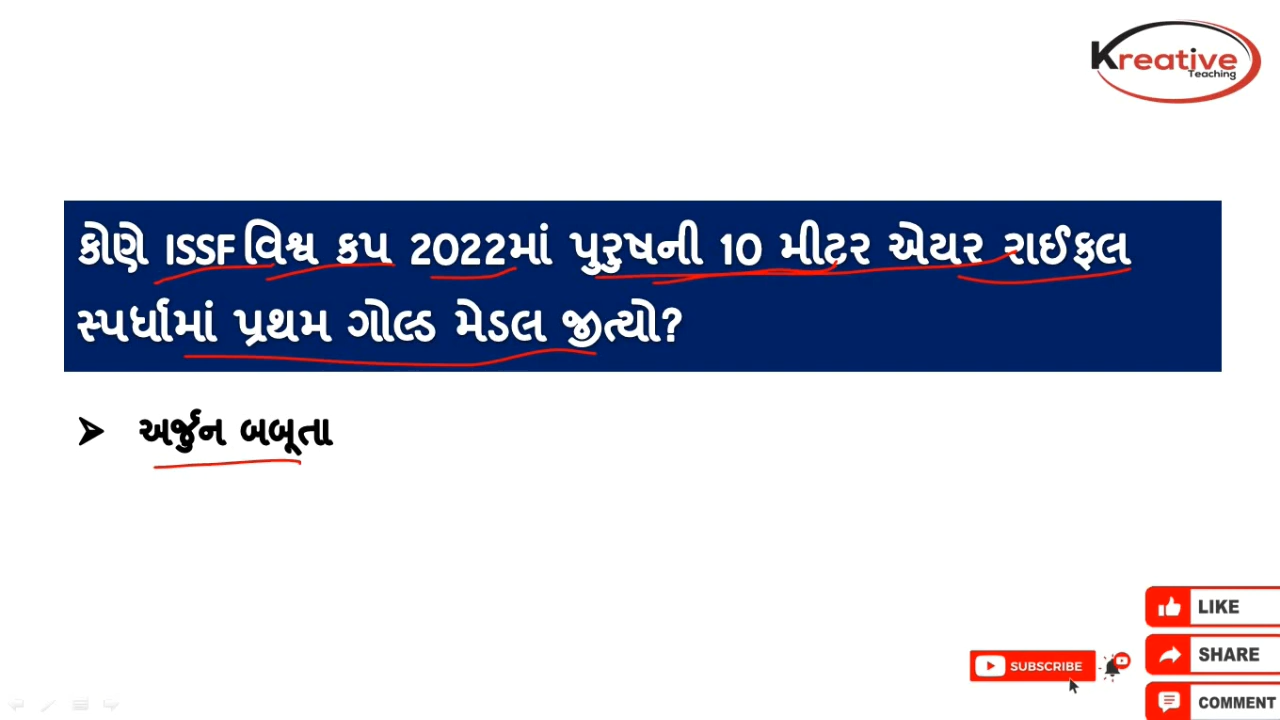 Kreative
Teaching
કોણે ISSF વિશ્વ કપ 2022માં પુરુષની 10 મીટર એયર રાઈફલ
સ્પર્ધામાં પ્રથમ ગોલ્ડ મેડલ જીત્યો?
➤ અર્જુન બબૂતા
LIKE
SUBSCRIBE
SHARE
COMMENT